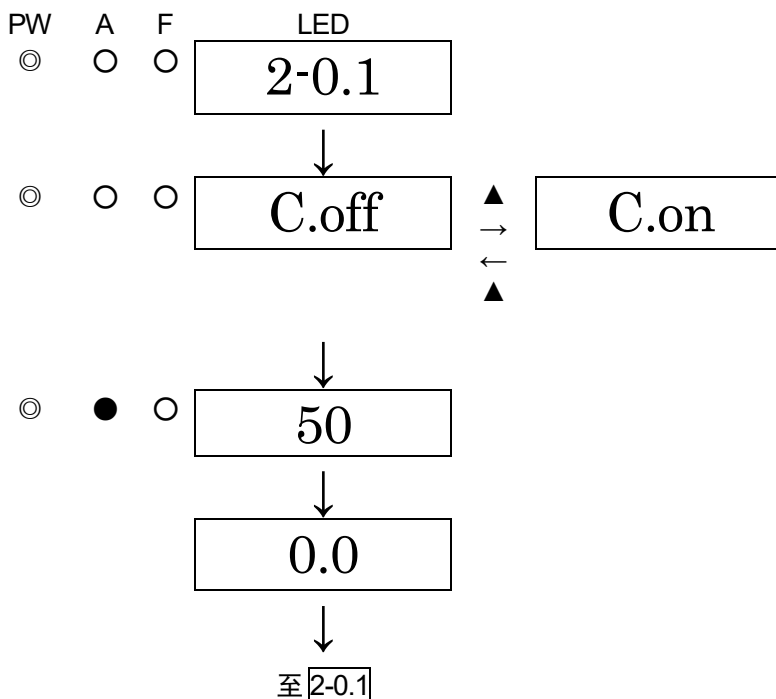 PW A F LED
◎ ○ ○ 2-0.1
↓
◎ ○ ○ C.off ▲ C.on
→
←
▲
↓
◎ ● ○ 50
↓
0.0
↓
至 2-0.1